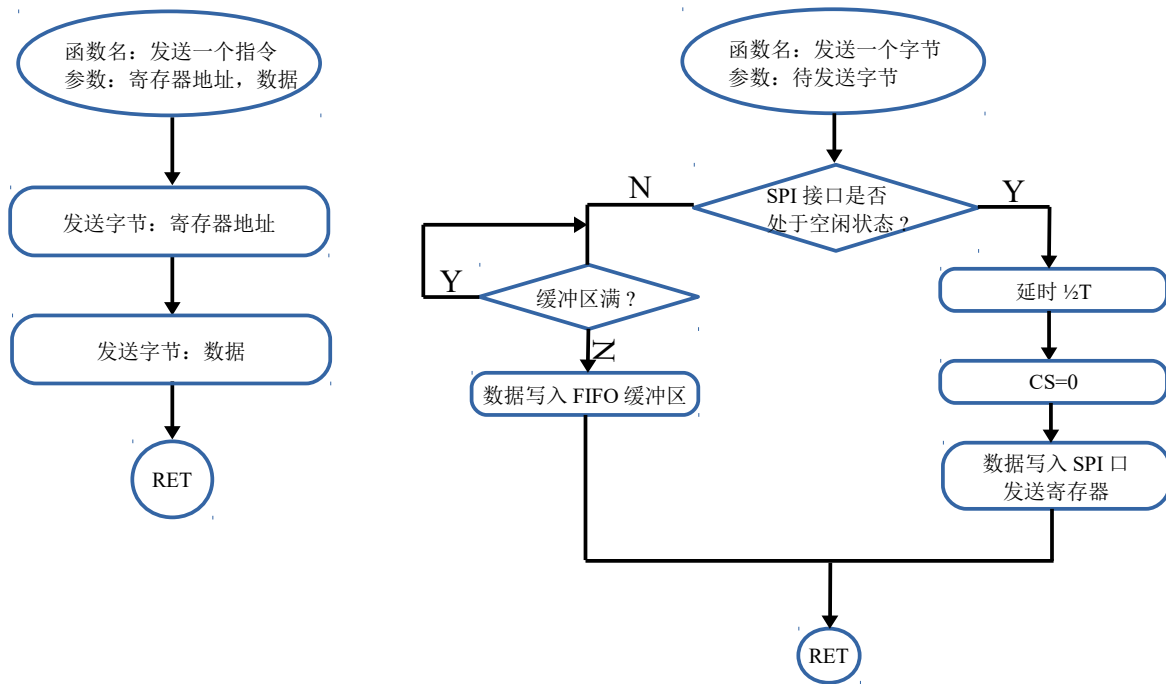 函数名：发送一个指令
参数：寄存器地址，数据
发送字节：寄存器地址
发送字节：数据
RET
函数名：发送一个字节
参数：待发送字节
SPI 接口是否
处于空闲状态？
N
Y
缓冲区满？
Y
N
数据写入 FIFO 缓冲区
延时 ½T
CS=0
数据写入 SPI 口
发送寄存器
RET